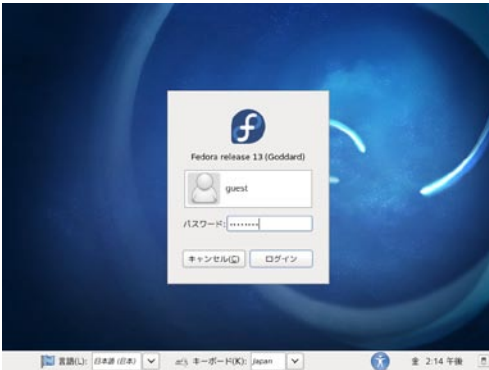 Fedora release 13 (Goddard)
guest
パスワード: ••••••••
キャンセル(C) ログイン
言語(L): 日本語 (日本) キーボード(K): Japan 金 2:14 午後